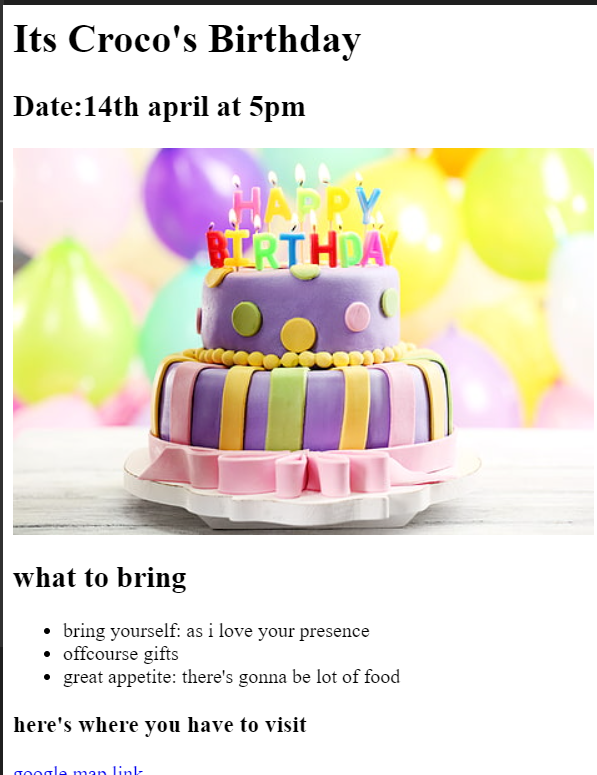 Its Croco's Birthday
Date:14th april at 5pm
HAPPY
BIRTHDAY
what to bring
bring yourself: as i love your presence
offcourse gifts
great appetite: there's gonna be lot of food
here's where you have to visit
google map link